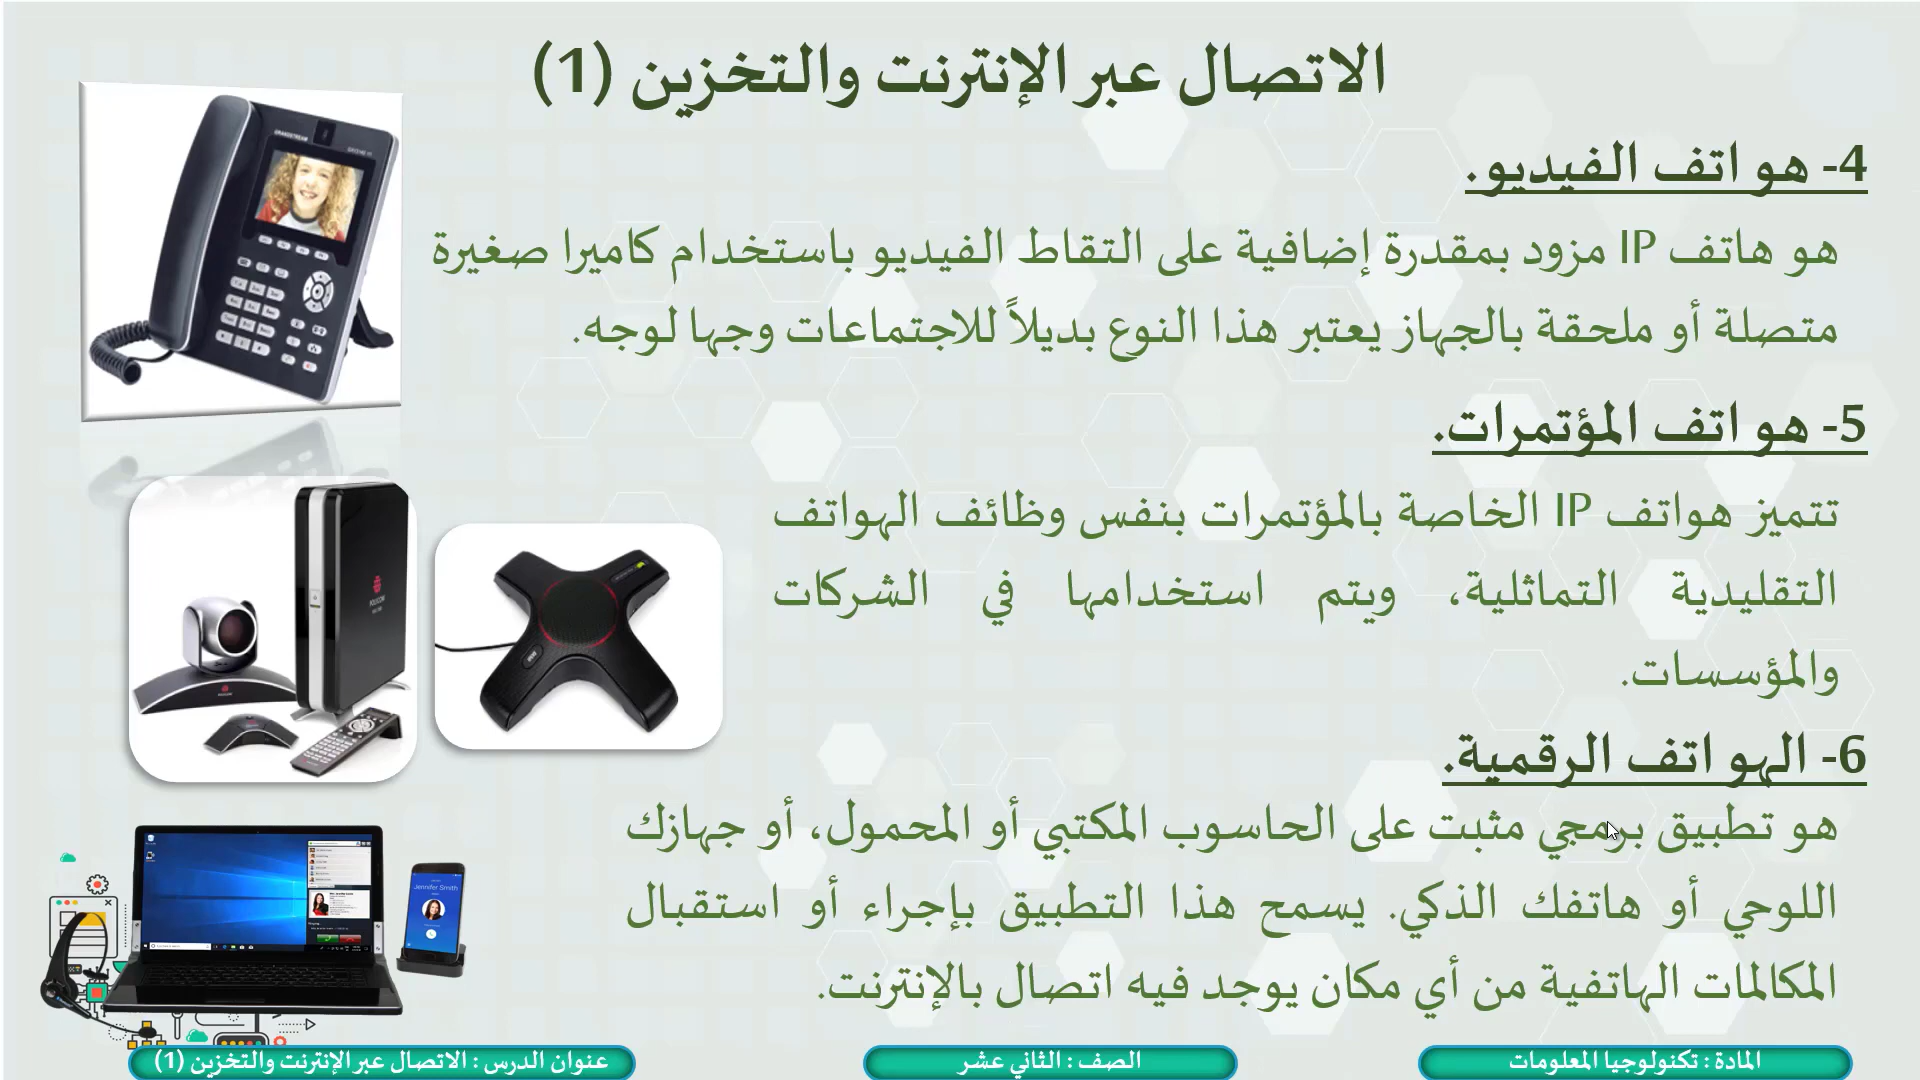 الاتصال عبر الإنترنت والتخزين (1)
4- هواتف الفيديو.
هو هاتف IP مزود بمقدرة إضافية على التقاط الفيديو باستخدام كاميرا صغيرة
متصلة أو ملحقة بالجهاز يعتبر هذا النوع بديلاً للاجتماعات وجها لوجه.
5- هواتف المؤتمرات.
تتميز هواتف IP الخاصة بالمؤتمرات بنفس وظائف الهواتف
التقليدية التماثلية، ويتم استخدامها في الشركات
والمؤسسات.
6- الهواتف الرقمية.
هو تطبيق برمجي مثبت على الحاسوب المكتبي أو المحمول، أو جهازك
اللوحي أو هاتفك الذكي. يسمح هذا التطبيق بإجراء أو استقبال
المكالمات الهاتفية من أي مكان يوجد فيه اتصال بالإنترنت.
GRANDSTREAM
POLYCOM
Jennifer Smith
المادة : تكنولوجيا المعلومات
الصف : الثاني عشر
عنوان الدرس : الاتصال عبر الإنترنت والتخزين (1)